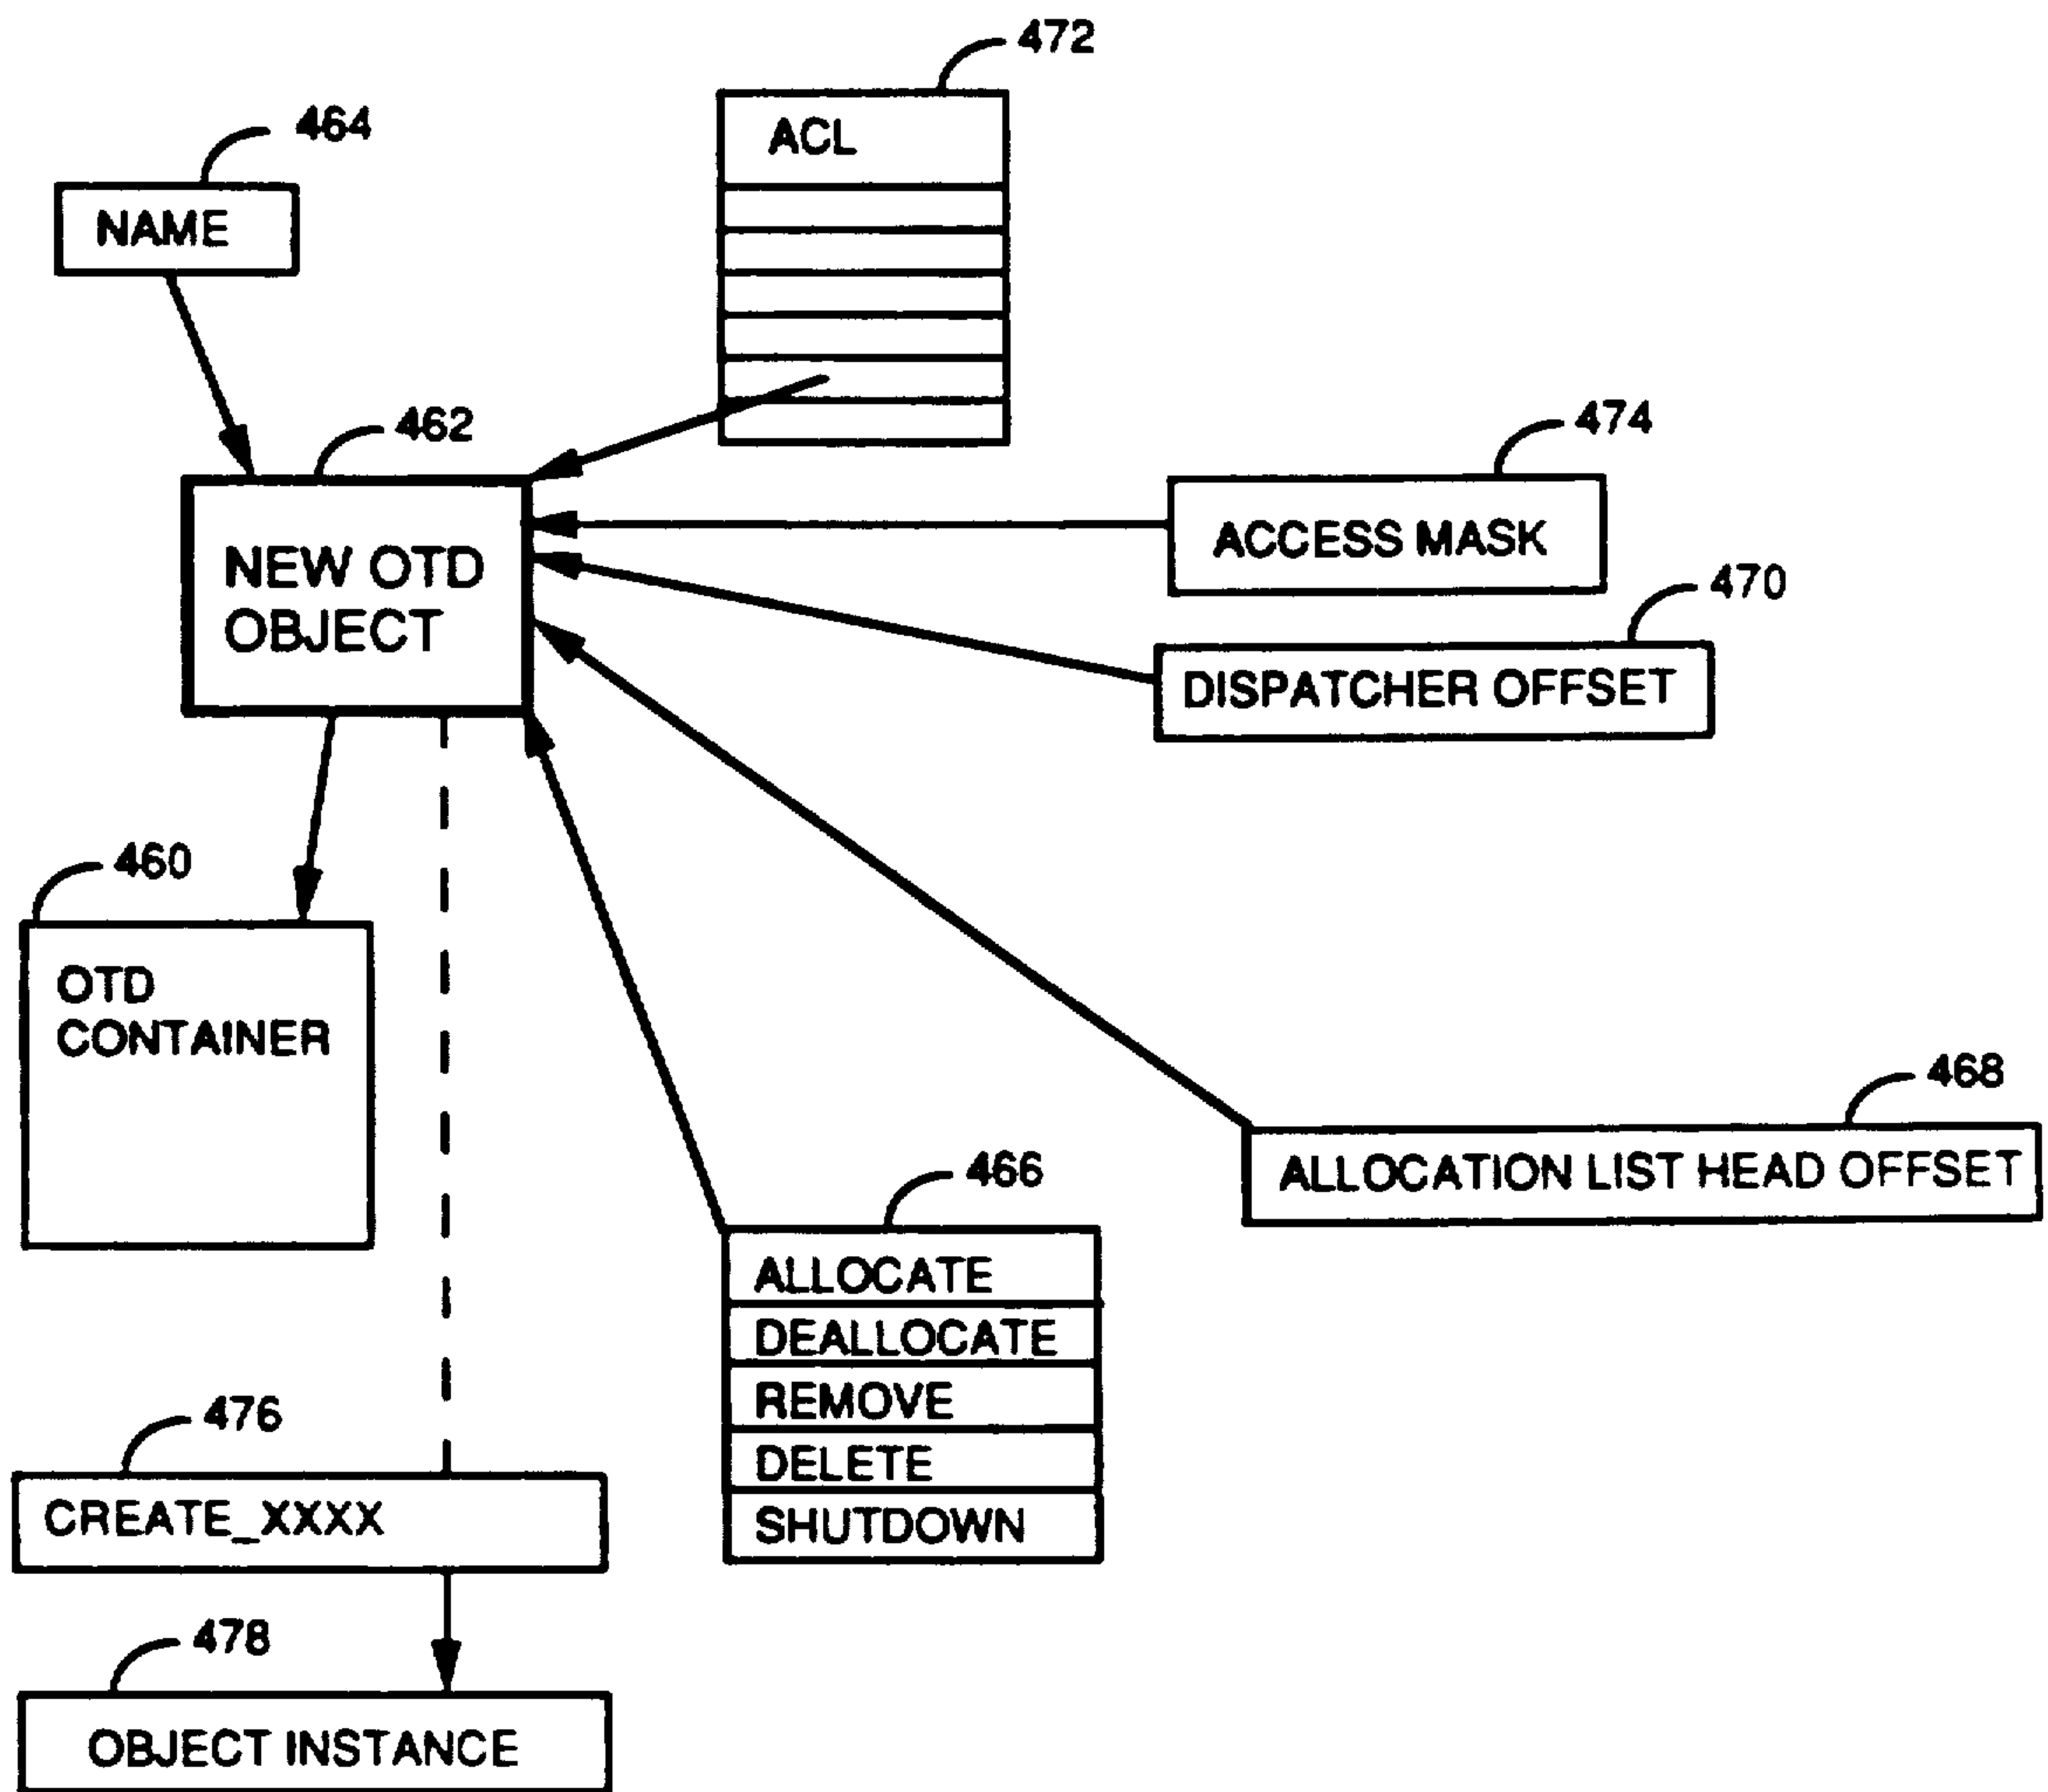 472
464
ACL
NAME
462
474
ACCESS MASK
NEW OTD
OBJECT
470
DISPATCHER OFFSET
460
OTD
CONTAINER
468
ALLOCATION LIST HEAD OFFSET
466
ALLOCATE
DEALLOCATE
REMOVE
DELETE
SHUTDOWN
476
CREATE_XXXX
478
OBJECT INSTANCE